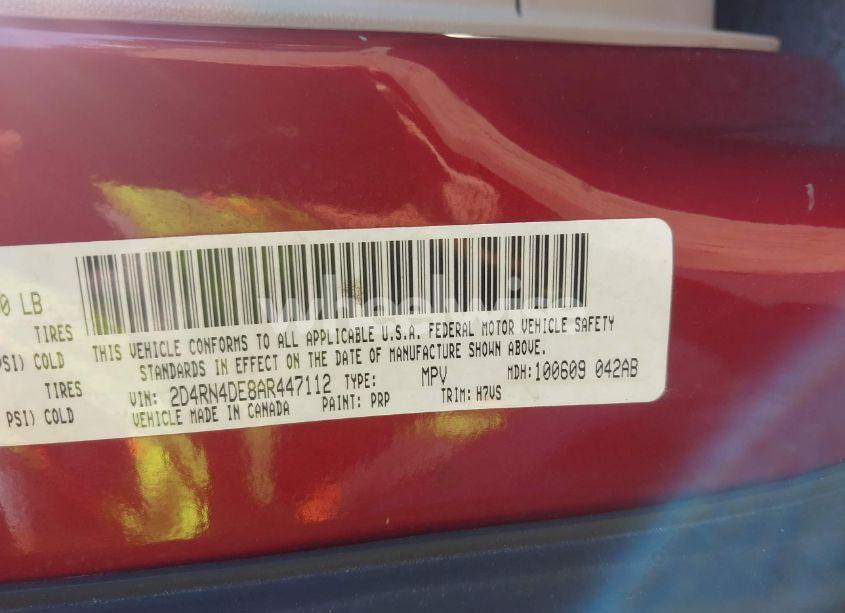 0 LB
TIRES
PSI) COLD
TIRES
PSI) COLD
wheelwise
THIS VEHICLE CONFORMS TO ALL APPLICABLE U.S.A. FEDERAL MOTOR VEHICLE SAFETY
STANDARDS IN EFFECT ON THE DATE OF MANUFACTURE SHOWN ABOVE.
VIN: 2D4RN4DE8AR447112 TYPE: MPV MDH:100609 042AB
VEHICLE MADE IN CANADA PAINT: PRP TRIM: H7VS